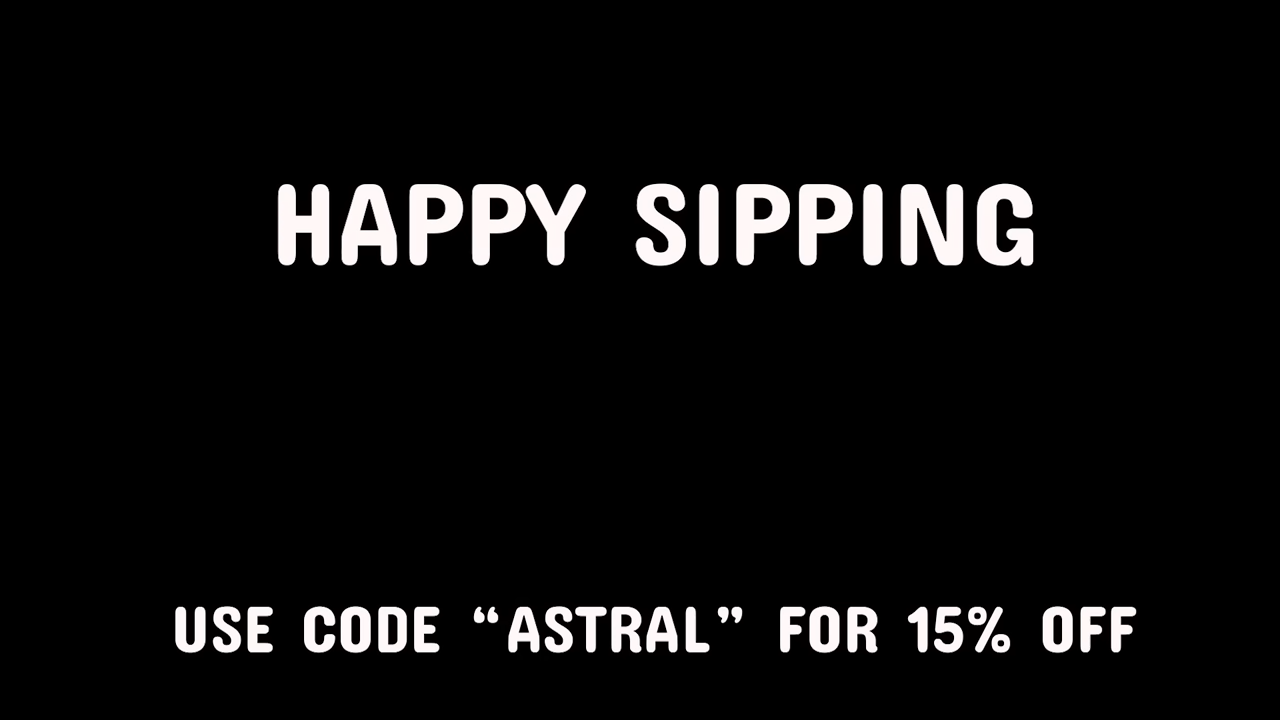 HAPPY SIPPING
USE CODE “ASTRAL” FOR 15% OFF